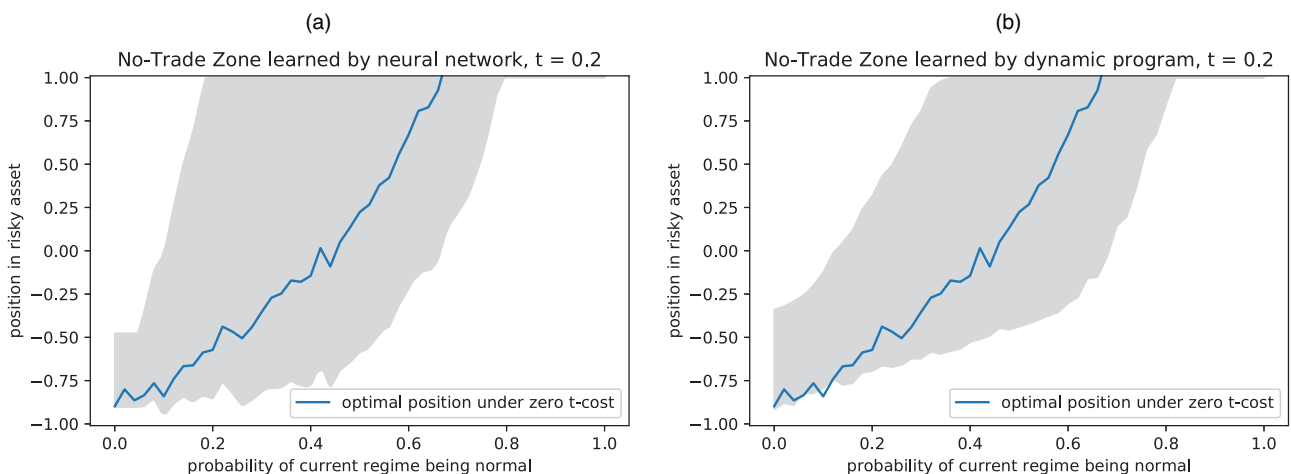 (a)
No-Trade Zone learned by neural network, t = 0.2
1.00
0.75
0.50
0.25
0.00
−0.25
−0.50
−0.75
−1.00
position in risky asset
optimal position under zero t-cost
0.0 0.2 0.4 0.6 0.8 1.0
probability of current regime being normal
(b)
No-Trade Zone learned by dynamic program, t = 0.2
1.00
0.75
0.50
0.25
0.00
−0.25
−0.50
−0.75
−1.00
position in risky asset
optimal position under zero t-cost
0.0 0.2 0.4 0.6 0.8 1.0
probability of current regime being normal